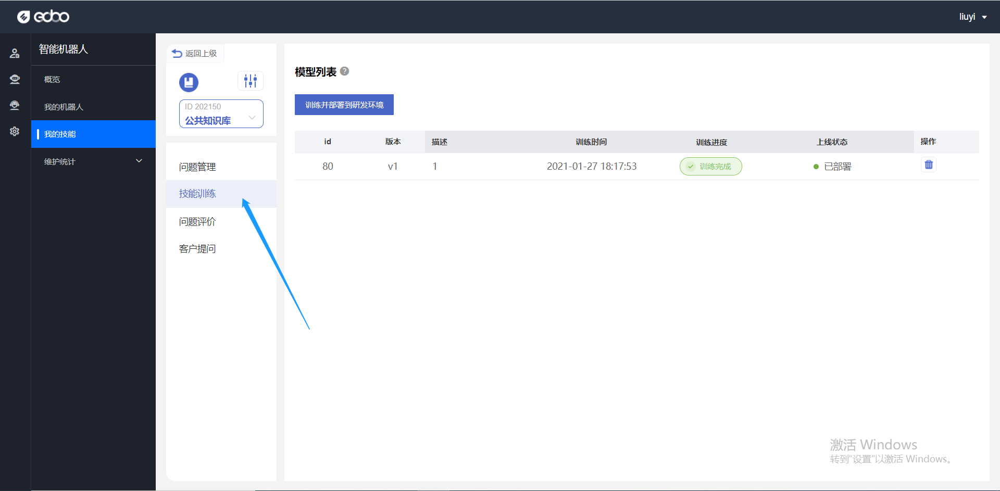 edbo
liuyi
智能机器人
概览
我的机器人
我的技能
维护统计
返回上级
ID 202150
公共知识库
问题管理
技能训练
问题评价
客户提问
模型列表 ?
训练并部署到研发环境
id 版本 描述 训练时间 训练进度 上线状态 操作
80 v1 1 2021-01-27 18:17:53 训练完成 已部署
激活 Windows
转到“设置”以激活 Windows。